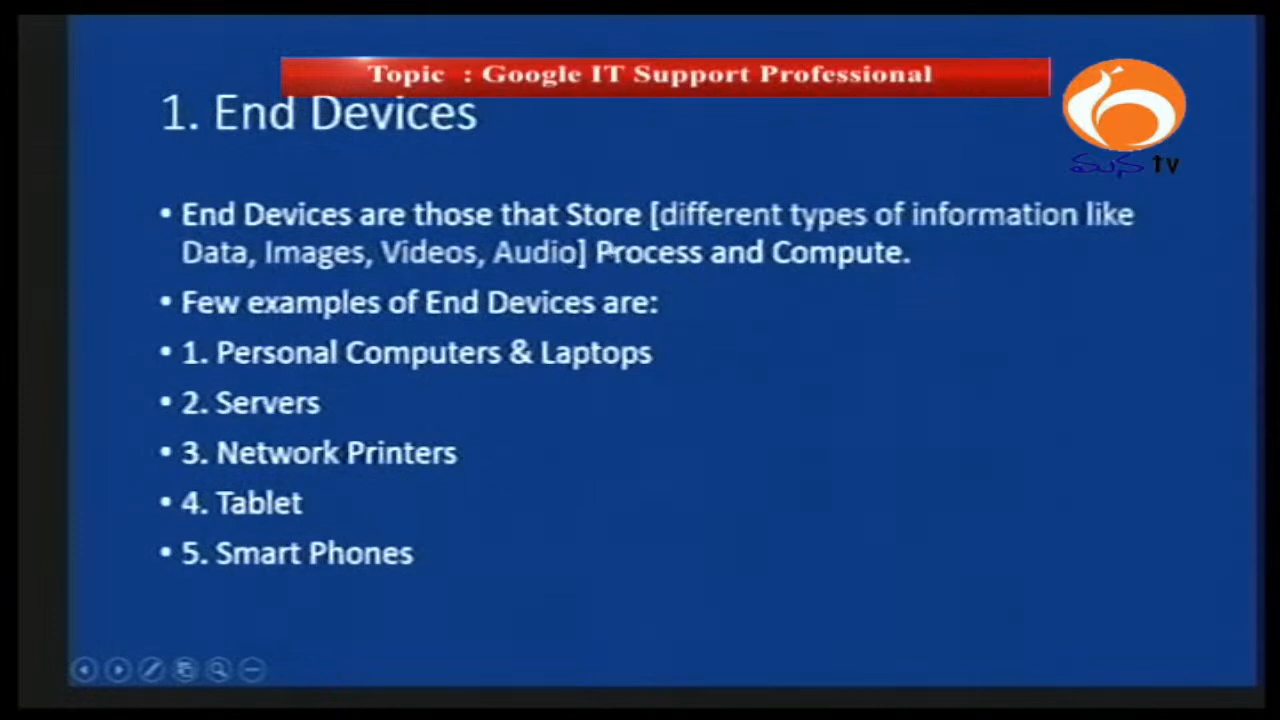 Topic : Google IT Support Professional
1. End Devices
మన tv
• End Devices are those that Store [different types of information like
Data, Images, Videos, Audio] Process and Compute.
• Few examples of End Devices are:
• 1. Personal Computers & Laptops
• 2. Servers
• 3. Network Printers
• 4. Tablet
• 5. Smart Phones